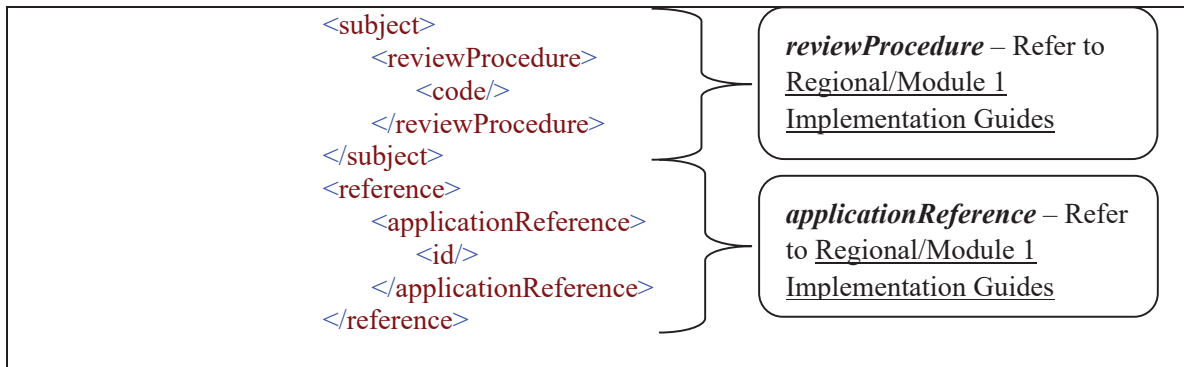 <subject>
<reviewProcedure>
<code/>
</reviewProcedure>
</subject>
<reference>
<applicationReference>
<id/>
</applicationReference>
</reference>
reviewProcedure – Refer to
Regional/Module 1
Implementation Guides
applicationReference – Refer
to Regional/Module 1
Implementation Guides